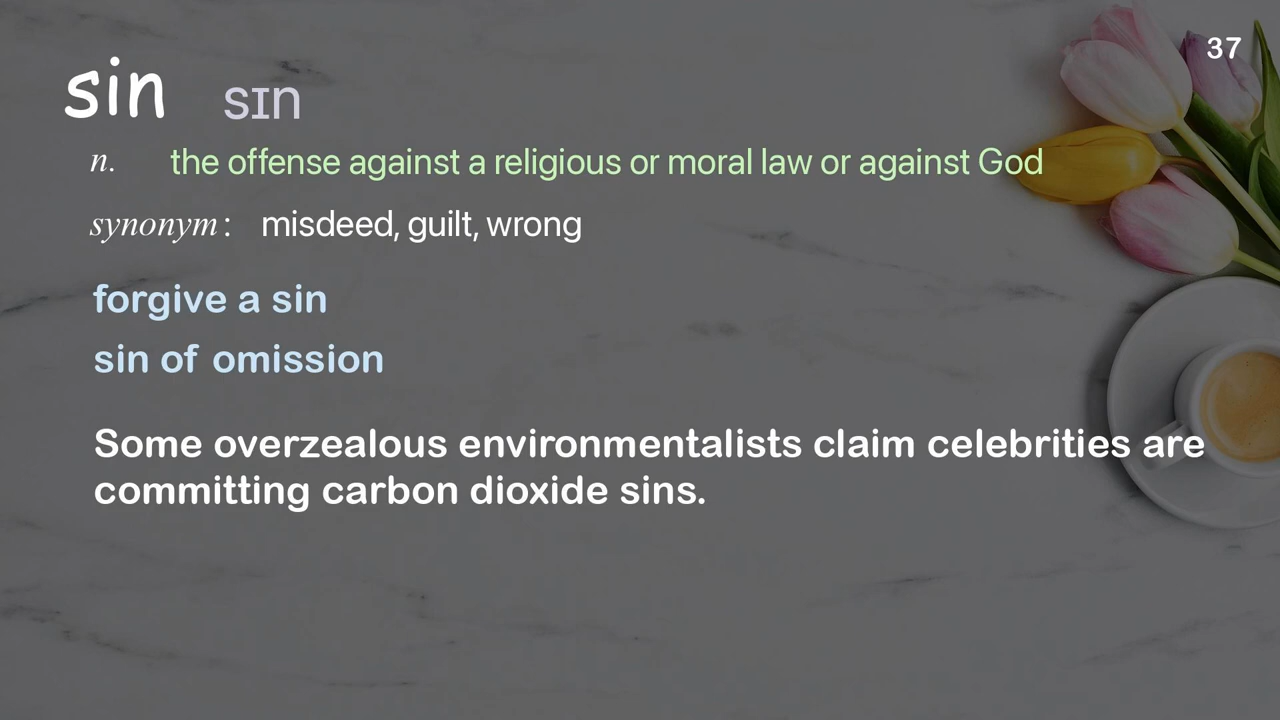 37
sin sɪn
n. the offense against a religious or moral law or against God
synonym: misdeed, guilt, wrong
forgive a sin
sin of omission
Some overzealous environmentalists claim celebrities are
committing carbon dioxide sins.